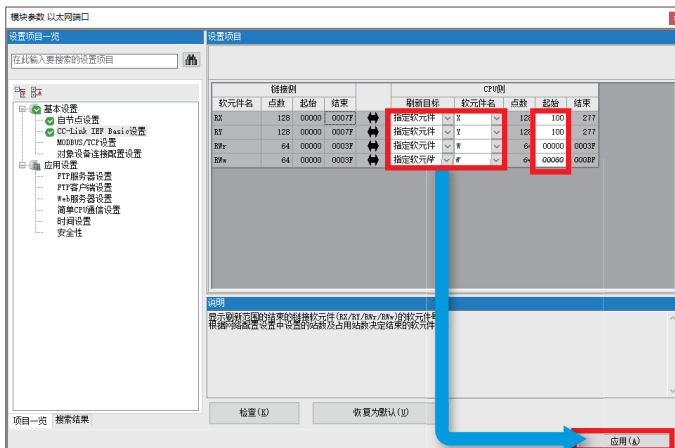 模块参数 以太网端口
设置项目一览
在此输入要搜索的设置项目
基本设置
自节点设置
CC-Link IEF Basic设置
MODBUS/TCP设置
对象设备连接配置设置
应用设置
FTP服务器设置
FTP客户端设置
Web服务器设置
简单CPU通信设置
时间设置
安全性
项目一览 搜索结果
设置项目
链接侧 CPU侧
软元件名 点数 起始 结束 刷新目标 软元件名 点数 起始 结束
RX 128 00000 0007F 指定软元件 X 128 100 277
RY 128 00000 0007F 指定软元件 Y 128 100 277
RWr 64 00000 0003F 指定软元件 W 64 00000 0003F
RWw 64 00000 0003F 指定软元件 W 64 00080 000BF
说明
显示刷新范围的结束的链接软元件(RX/RY/RWr/RWw)的软元件号
根据网络配置设置中设置的站数及占用站数决定结束的软元件
检查(K) 恢复为默认(U)
应用(A)